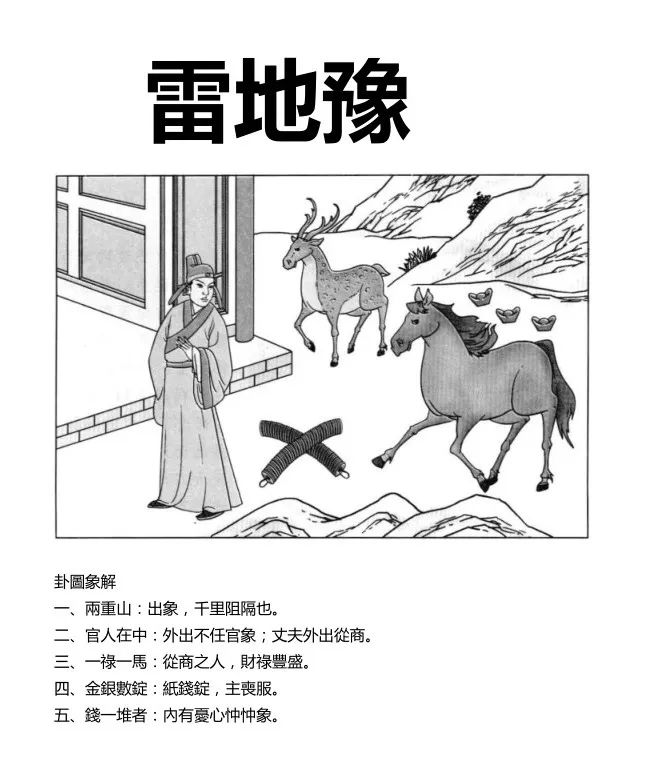 雷地豫
卦圖象解
一、兩重山：出象，千里阻隔也。
二、官人在中：外出不任官象；丈夫外出從商。
三、一祿一馬：從商之人，財祿豐盛。
四、金銀數錠：紙錢錠，主喪服。
五、錢一堆者：內有憂心忡忡象。